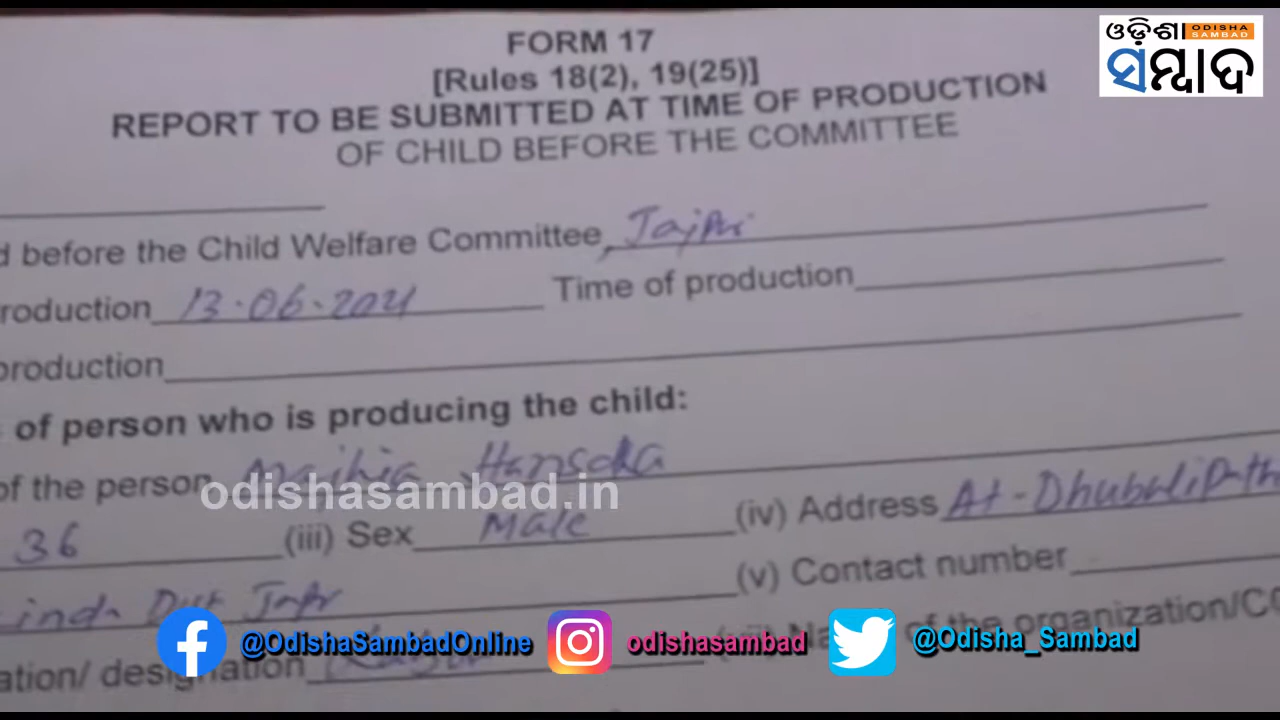 ଓଡ଼ିଶା ODISHA SAMBAD
ସମ୍ବାଦ
FORM 17
[Rules 18(2), 19(25)]
REPORT TO BE SUBMITTED AT TIME OF PRODUCTION
OF CHILD BEFORE THE COMMITTEE
d before the Child Welfare Committee,
roduction 13.06.2021 Time of production
production
of person who is producing the child:
of the person Hansda
odishasambad.in
36 (iii) Sex Male (iv) Address At-
(v) Contact number
Dist
@OdishaSambadOnline odishasambad @Odisha_Sambad
ation/ designation of the organization/